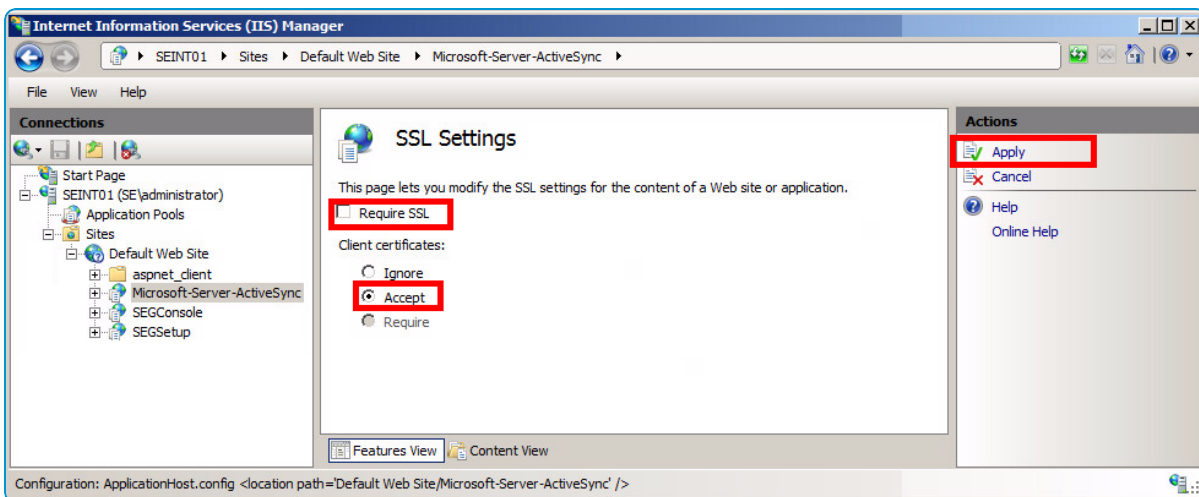 Internet Information Services (IIS) Manager
SEINT01 Sites Default Web Site Microsoft-Server-ActiveSync
File View Help
Connections
Start Page
SEINT01 (SE\administrator)
Application Pools
Sites
Default Web Site
aspnet_client
Microsoft-Server-ActiveSync
SEGConsole
SEGSetup
SSL Settings
This page lets you modify the SSL settings for the content of a Web site or application.
Require SSL
Client certificates:
Ignore
Accept
Require
Features View Content View
Actions
Apply
Cancel
Help
Online Help
Configuration: ApplicationHost.config <location path='Default Web Site/Microsoft-Server-ActiveSync' />